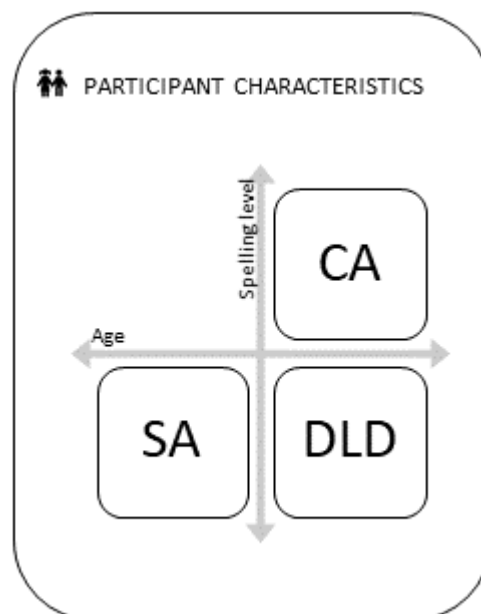 PARTICIPANT CHARACTERISTICS
Spelling level
CA
Age
SA
DLD